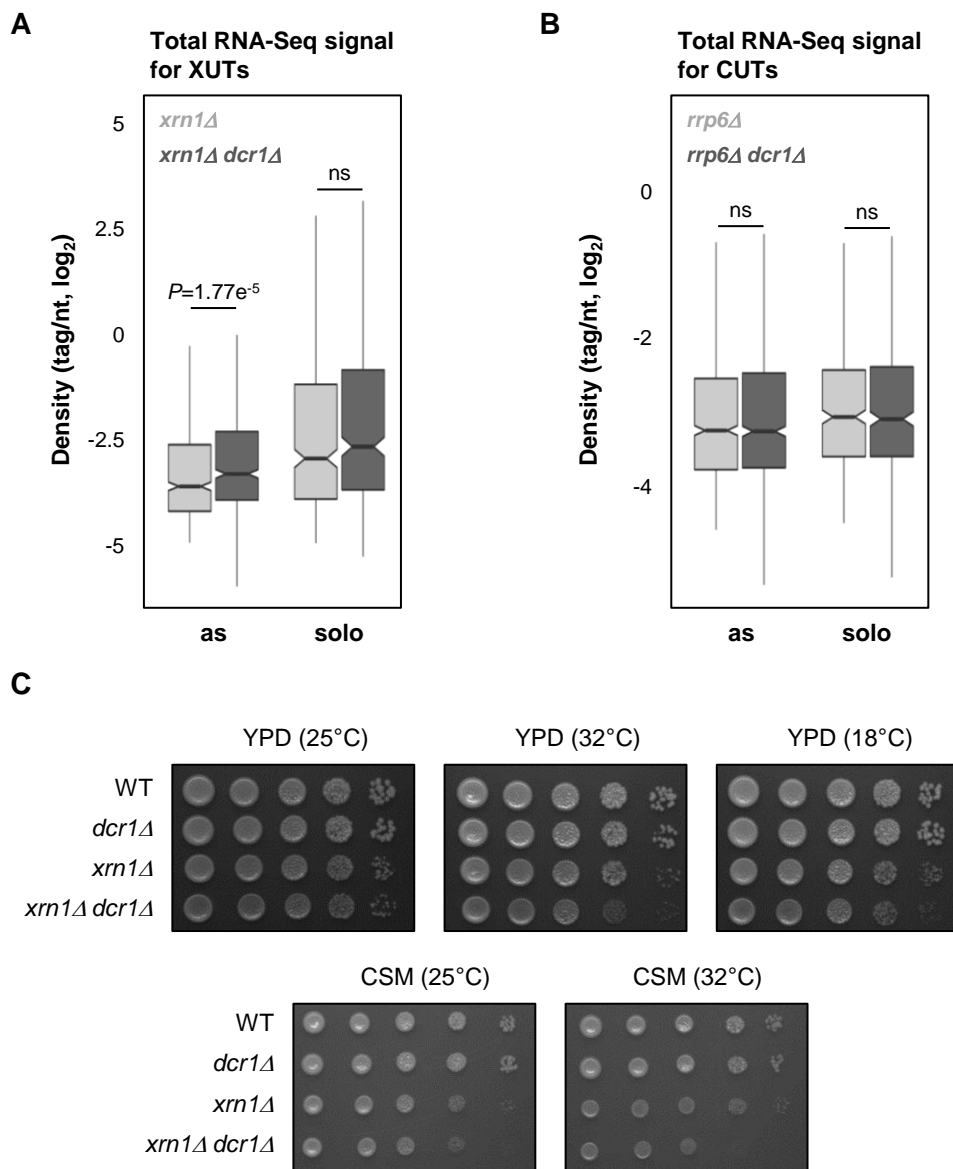 A
Total RNA-Seq signal
for XUTs
Density (tag/nt, log₂)
5
2.5
0
-2.5
-5
xrn1Δ
xrn1Δ dcr1Δ
ns
P=1.77e⁻⁵
as solo
B
Total RNA-Seq signal
for CUTs
Density (tag/nt, log₂)
0
-2
-4
rrp6Δ
rrp6Δ dcr1Δ
ns ns
as solo
C
YPD (25°C) YPD (32°C) YPD (18°C)
WT
dcr1Δ
xrn1Δ
xrn1Δ dcr1Δ
CSM (25°C) CSM (32°C)
WT
dcr1Δ
xrn1Δ
xrn1Δ dcr1Δ